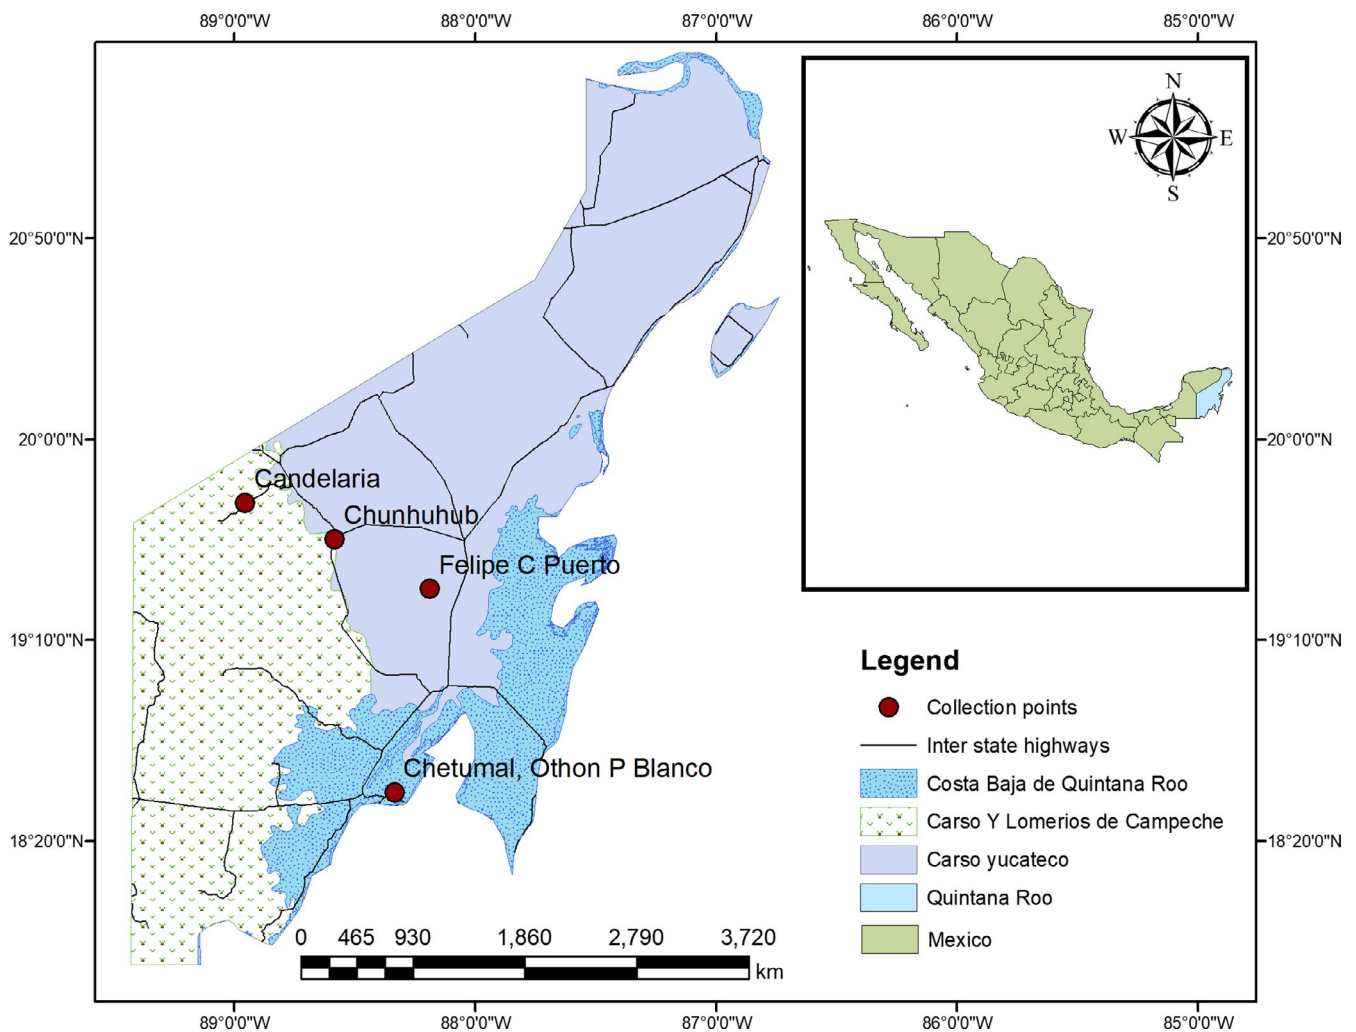 89°0'0"W 88°0'0"W 87°0'0"W 86°0'0"W 85°0'0"W
N
W E
S
20°50'0"N 20°50'0"N
20°0'0"N 20°0'0"N
Candelaria
Chunhuhub
Felipe C Puerto
19°10'0"N 19°10'0"N
Legend
Collection points
Inter state highways
Chetumal, Othon P Blanco
Costa Baja de Quintana Roo
Carso Y Lomerios de Campeche
18°20'0"N 18°20'0"N
Carso yucateco
Quintana Roo
Mexico
0 465 930 1,860 2,790 3,720
km
89°0'0"W 88°0'0"W 87°0'0"W 86°0'0"W 85°0'0"W